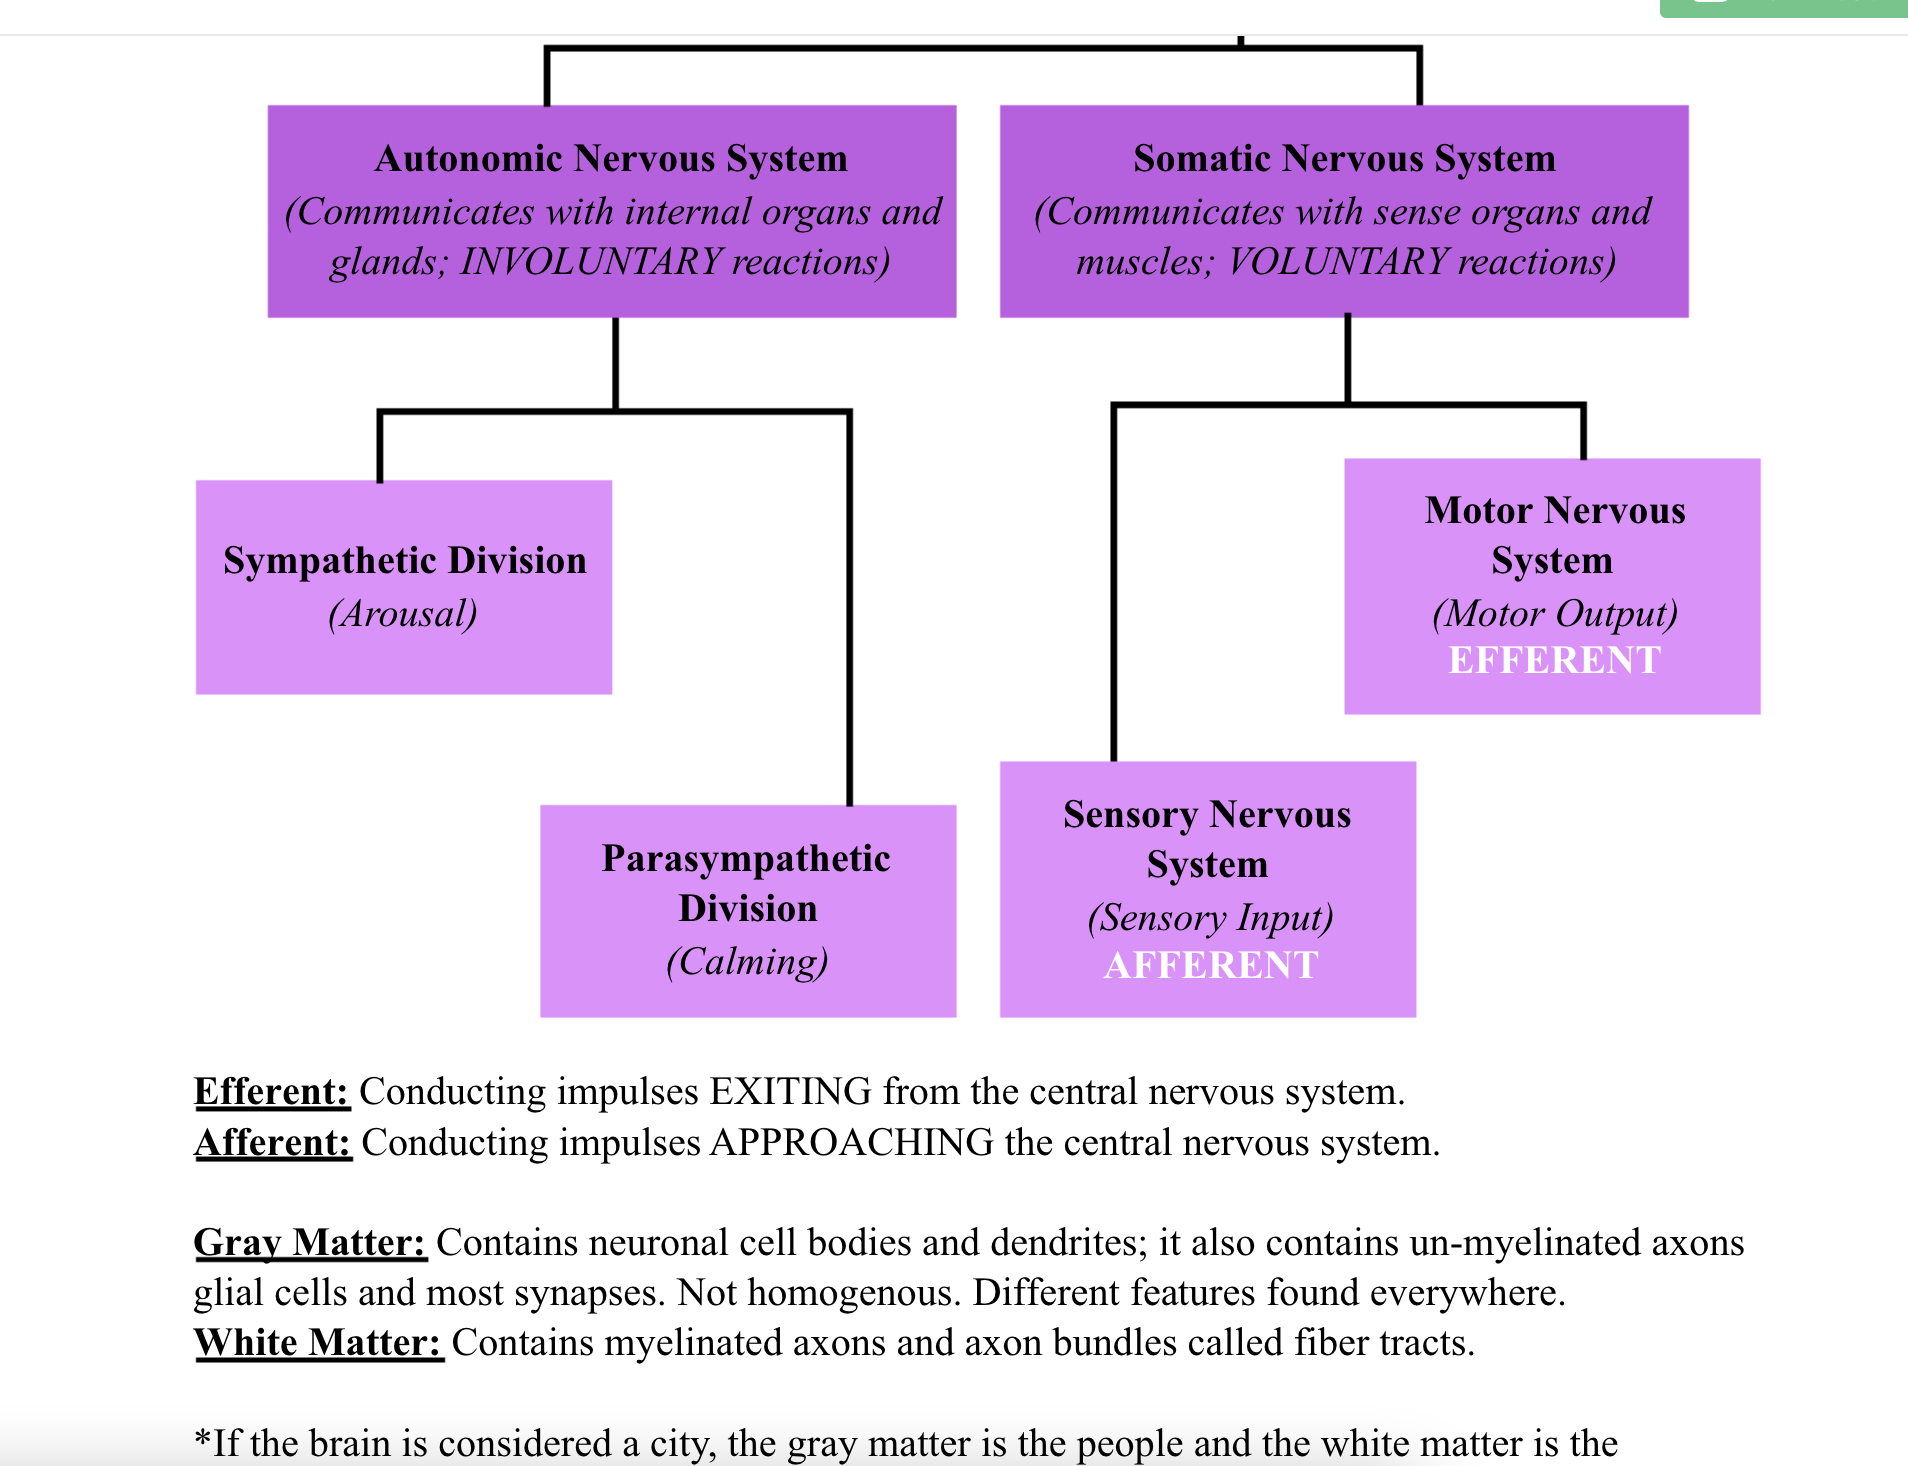 Autonomic Nervous System
(Communicates with internal organs and
glands; INVOLUNTARY reactions)
Somatic Nervous System
(Communicates with sense organs and
muscles; VOLUNTARY reactions)
Sympathetic Division
(Arousal)
Motor Nervous
System
(Motor Output)
EFFERENT
Parasympathetic
Division
(Calming)
Sensory Nervous
System
(Sensory Input)
AFFERENT
Efferent: Conducting impulses EXITING from the central nervous system.
Afferent: Conducting impulses APPROACHING the central nervous system.
Gray Matter: Contains neuronal cell bodies and dendrites; it also contains un-myelinated axons
glial cells and most synapses. Not homogenous. Different features found everywhere.
White Matter: Contains myelinated axons and axon bundles called fiber tracts.
*If the brain is considered a city, the gray matter is the people and the white matter is the